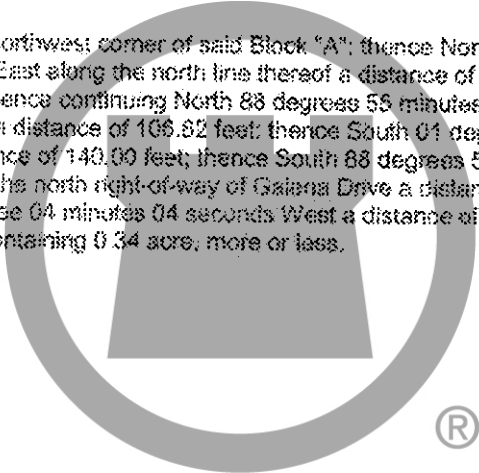 orthwest corner of said Block "A"; thence Nor
East along the north line thereof a distance of
ence continuing North 88 degrees 55 minutes
distance of 106.62 feet; thence South 01 deg
nce of 140.00 feet; thence South 88 degrees 5
he north right-of-way of Galena Drive a distan
ee 04 minutes 04 seconds West a distance of
ntaining 0.34 acre, more or less.
®